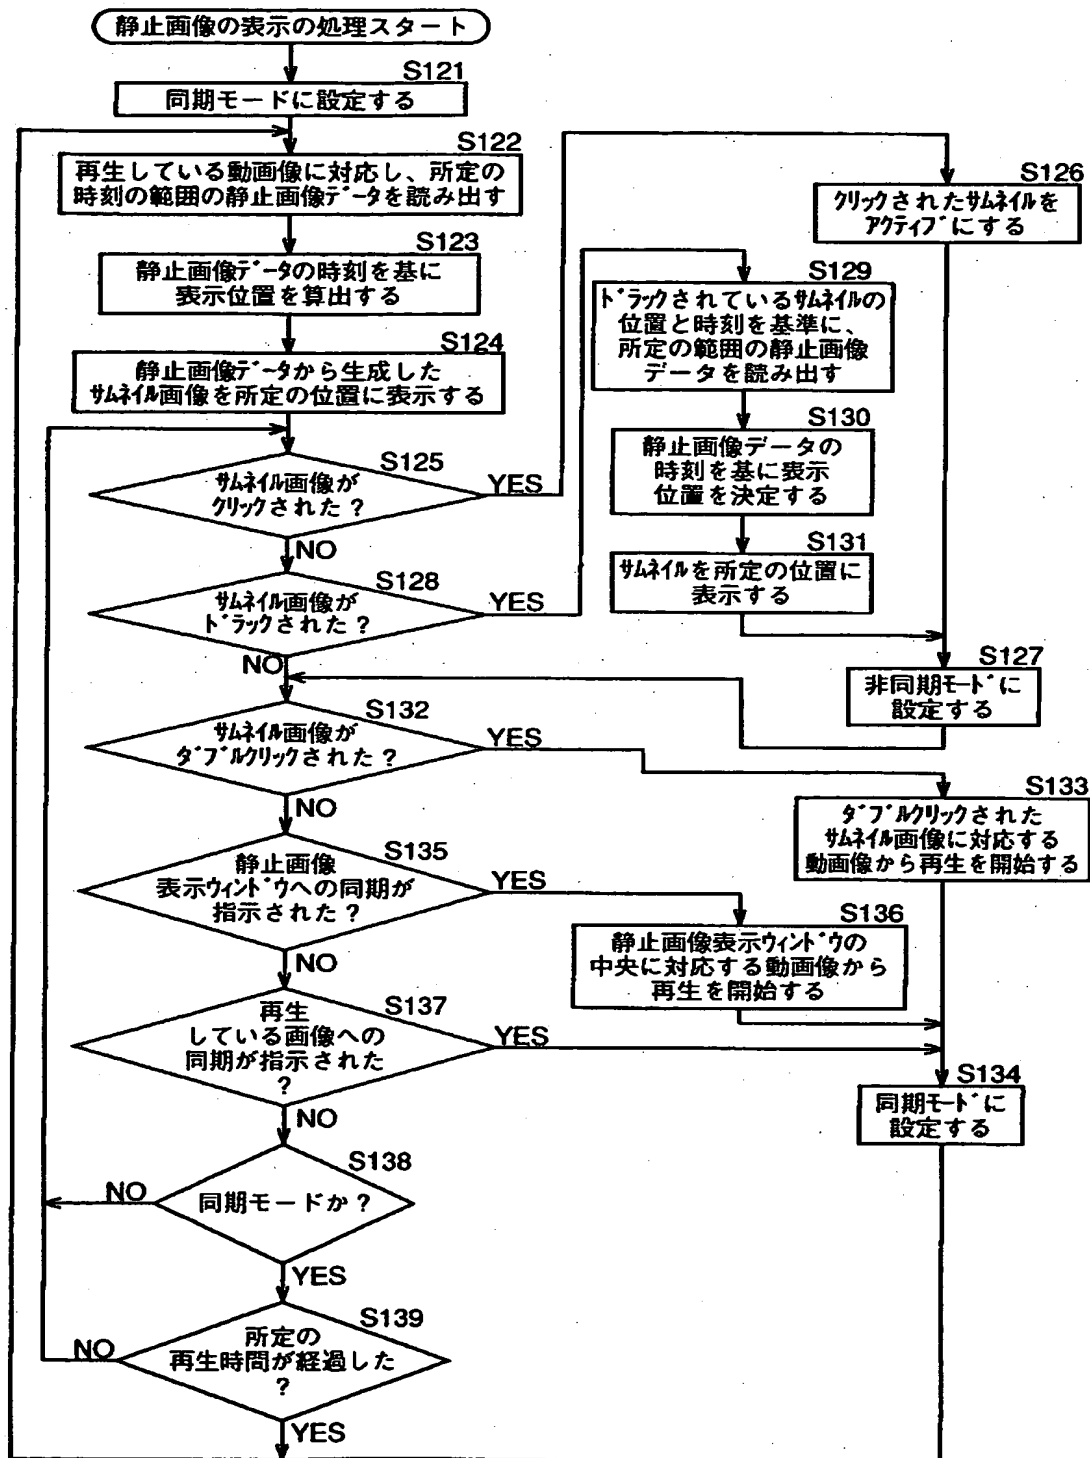 静止画像の表示の処理スタート
S121
同期モードに設定する
S122
再生している動画像に対応し、所定の
時刻の範囲の静止画像データを読み出す
S123
静止画像データの時刻を基に
表示位置を算出する
S124
静止画像データから生成した
サムネイル画像を所定の位置に表示する
S125
サムネイル画像が
クリックされた?
YES
NO
S126
クリックされたサムネイルを
アクティブにする
S128
サムネイル画像が
ドラックされた?
YES
NO
S129
ドラックされているサムネイルの
位置と時刻を基準に、
所定の範囲の静止画像
データを読み出す
S130
静止画像データの
時刻を基に表示
位置を決定する
S131
サムネイルを所定の位置に
表示する
S127
非同期モードに
設定する
S132
サムネイル画像が
ダブルクリックされた?
YES
NO
S133
ダブルクリックされた
サムネイル画像に対応する
動画像から再生を開始する
S135
静止画像
表示ウィンドウへの同期が
指示された?
YES
NO
S136
静止画像表示ウィンドウの
中央に対応する動画像から
再生を開始する
S137
再生
している画像への
同期が指示された
?
YES
NO
S134
同期モードに
設定する
S138
同期モードか?
NO
YES
S139
所定の
再生時間が経過した
?
NO
YES